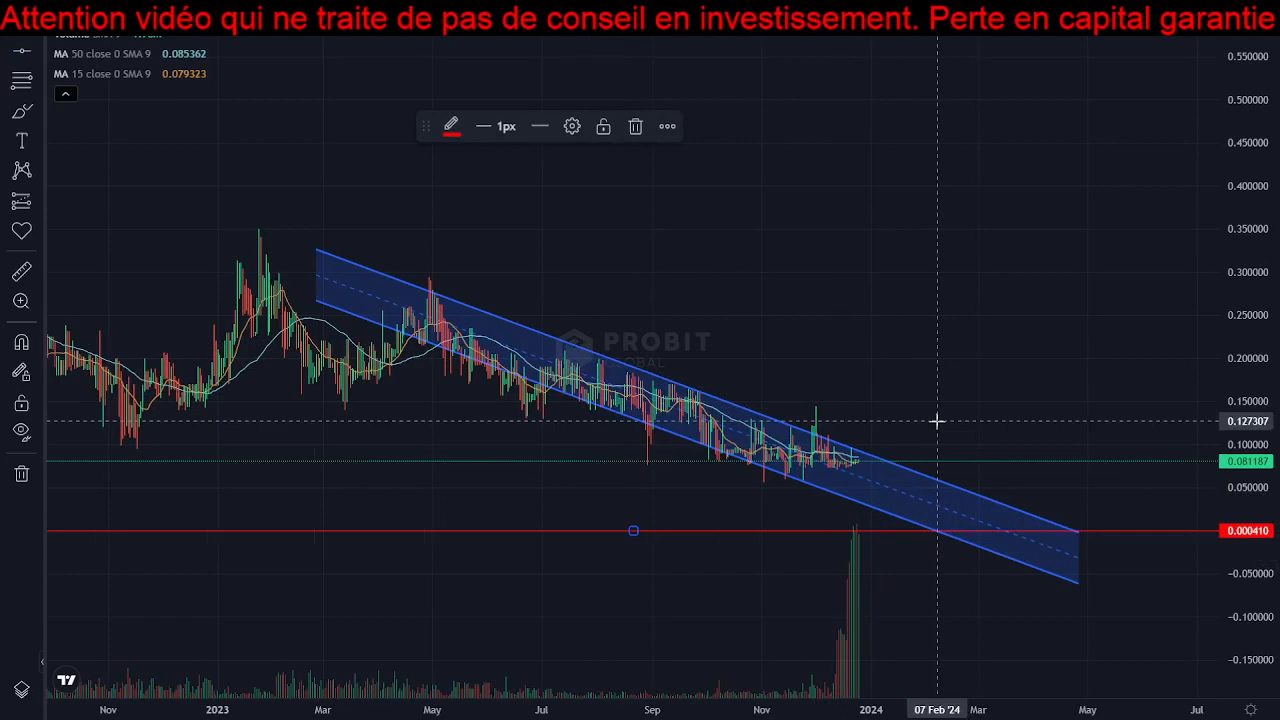 Attention vidéo qui ne traite de pas de conseil en investissement. Perte en capital garantie
MA 50 close 0 SMA 9 0.085362
MA 15 close 0 SMA 9 0.079323
1px
PROBIT
GLOBAL
0.550000
0.500000
0.450000
0.400000
0.350000
0.300000
0.250000
0.200000
0.150000
0.127307
0.100000
0.081187
0.050000
0.000410
−0.050000
−0.100000
−0.150000
Nov 2023 Mar May Jul Sep Nov 2024 07 Feb '24 Mar May Jul